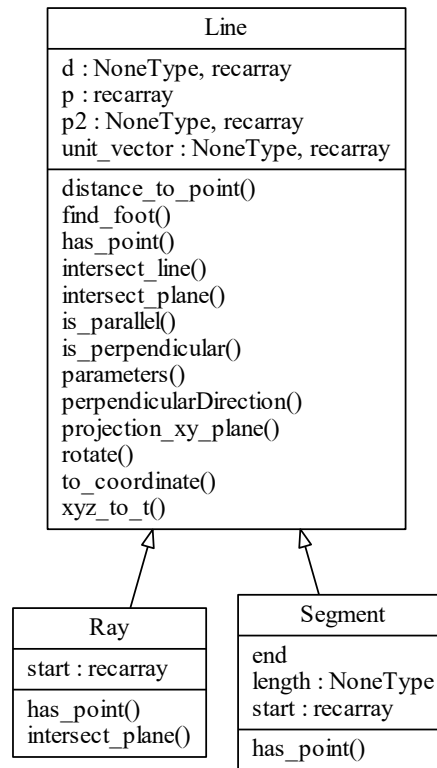 Line
d : NoneType, recarray
p : recarray
p2 : NoneType, recarray
unit_vector : NoneType, recarray
distance_to_point()
find_foot()
has_point()
intersect_line()
intersect_plane()
is_parallel()
is_perpendicular()
parameters()
perpendicularDirection()
projection_xy_plane()
rotate()
to_coordinate()
xyz_to_t()
Ray
start : recarray
has_point()
intersect_plane()
Segment
end
length : NoneType
start : recarray
has_point()